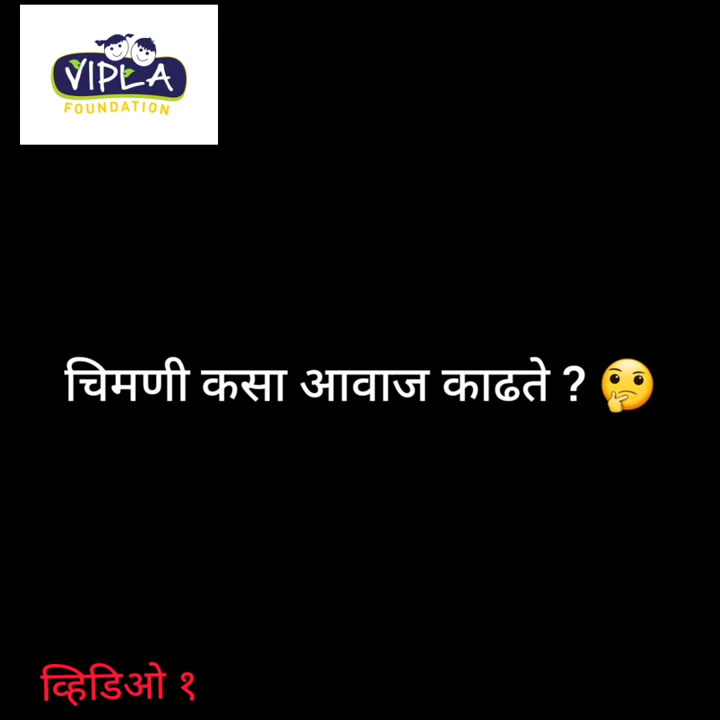 VIPLA
FOUNDATION
चिमणी कसा आवाज काढते ? 🤔
व्हिडिओ १